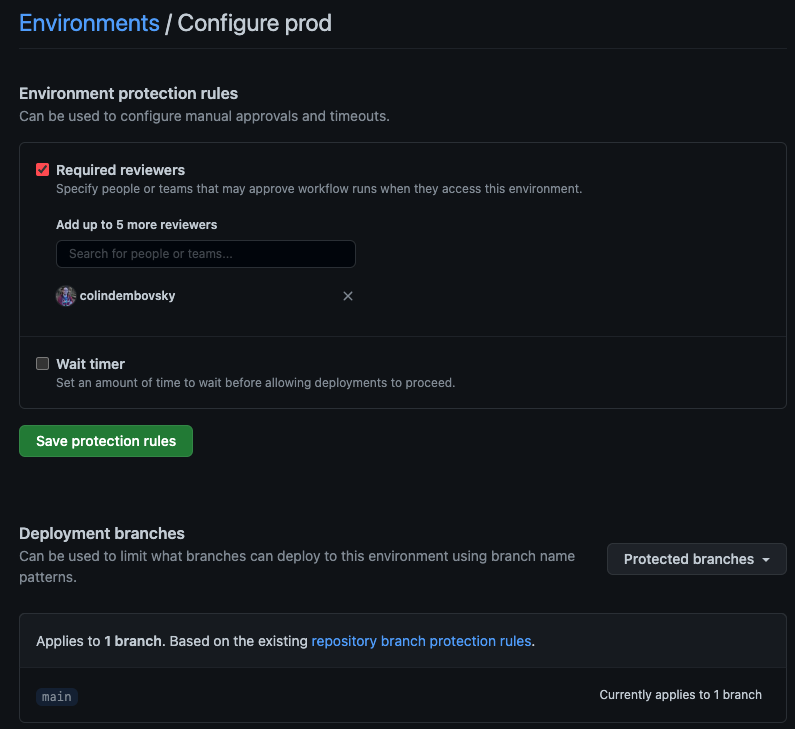 Environments / Configure prod
Environment protection rules
Can be used to configure manual approvals and timeouts.
Required reviewers
Specify people or teams that may approve workflow runs when they access this environment.
Add up to 5 more reviewers
Search for people or teams...
colindembovsky
Wait timer
Set an amount of time to wait before allowing deployments to proceed.
Save protection rules
Deployment branches
Can be used to limit what branches can deploy to this environment using branch name
patterns.
Protected branches
Applies to 1 branch. Based on the existing repository branch protection rules.
main
Currently applies to 1 branch